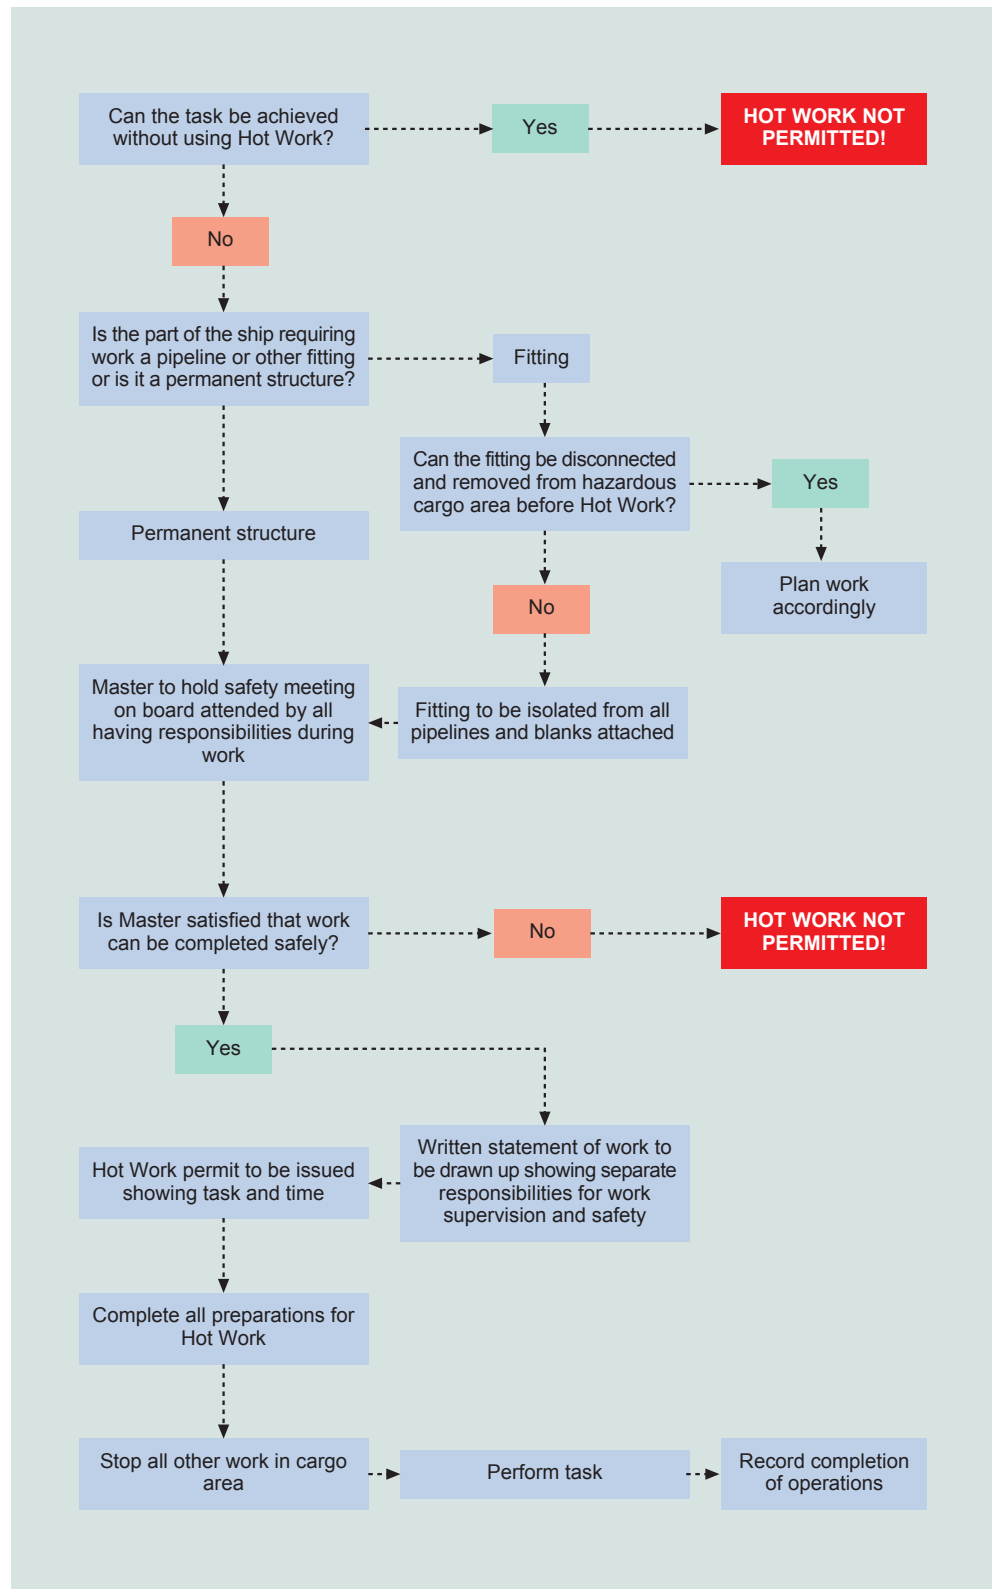 Can the task be achieved
without using Hot Work?
Yes
HOT WORK NOT
PERMITTED!
No
Is the part of the ship requiring
work a pipeline or other fitting
or is it a permanent structure?
Fitting
Can the fitting be disconnected
and removed from hazardous
cargo area before Hot Work?
Yes
Permanent structure
Plan work
accordingly
No
Master to hold safety meeting
on board attended by all
having responsibilities during
work
Fitting to be isolated from all
pipelines and blanks attached
Is Master satisfied that work
can be completed safely?
No
HOT WORK NOT
PERMITTED!
Yes
Written statement of work to
be drawn up showing separate
responsibilities for work
supervision and safety
Hot Work permit to be issued
showing task and time
Complete all preparations for
Hot Work
Stop all other work in cargo
area
Perform task
Record completion
of operations